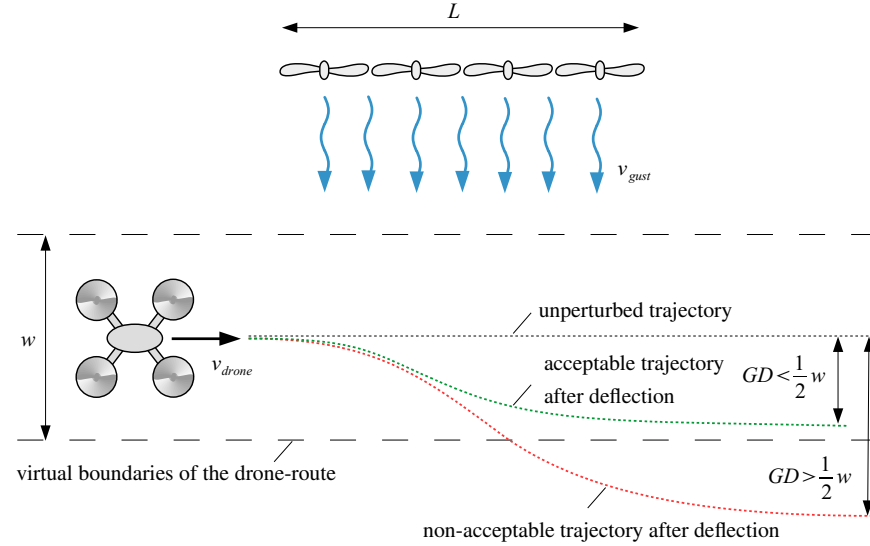 L
v_gust
w
v_drone
unperturbed trajectory
acceptable trajectory
after deflection
GD < 1/2 w
virtual boundaries of the drone-route
GD > 1/2 w
non-acceptable trajectory after deflection